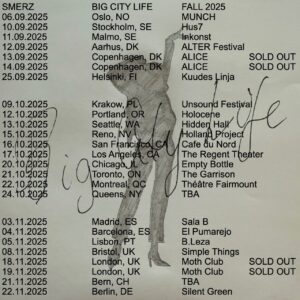 SMERZ BIG CITY LIFE FALL 2025
06.09.2025 Oslo, NO MUNCH
10.09.2025 Stockholm, SE Hus7
11.09.2025 Malmo, SE Inkonst
12.09.2025 Aarhus, DK ALTER Festival
13.09.2025 Copenhagen, DK ALICE SOLD OUT
14.09.2025 Copenhagen, DK ALICE SOLD OUT
25.09.2025 Helsinki, FI Kuudes Linja
09.10.2025 Krakow, PL Unsound Festival
12.10.2025 Portland, OR Holocene
13.10.2025 Seattle, WA Hidden Hall
15.10.2025 Reno, NV Holland Project
16.10.2025 San Francisco, CA Cafe du Nord
17.10.2025 Los Angeles, CA The Regent Theater
20.10.2025 Chicago, IL Empty Bottle
21.10.2025 Toronto, ON The Garrison
22.10.2025 Montreal, QC Théâtre Fairmount
24.10.2025 Queens, NY TBA
Big City Life
03.11.2025 Madrid, ES Sala B
04.11.2025 Barcelona, ES El Pumarejo
05.11.2025 Lisbon, PT B.Leza
08.11.2025 Bristol, UK Simple Things
18.11.2025 London, UK Moth Club SOLD OUT
19.11.2025 London, UK Moth Club SOLD OUT
21.11.2025 Berlin, DE TBA
22.11.2025 Berlin, DE Silent Green